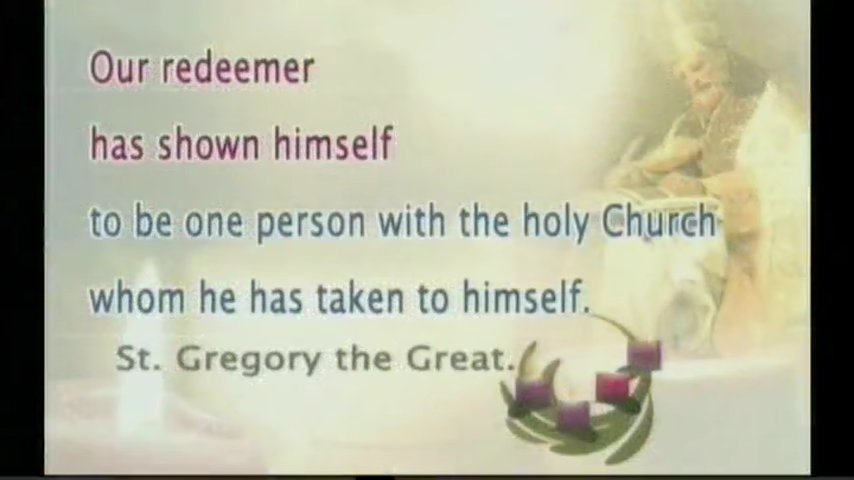 Our redeemer
has shown himself
to be one person with the holy Church
whom he has taken to himself.
St. Gregory the Great.